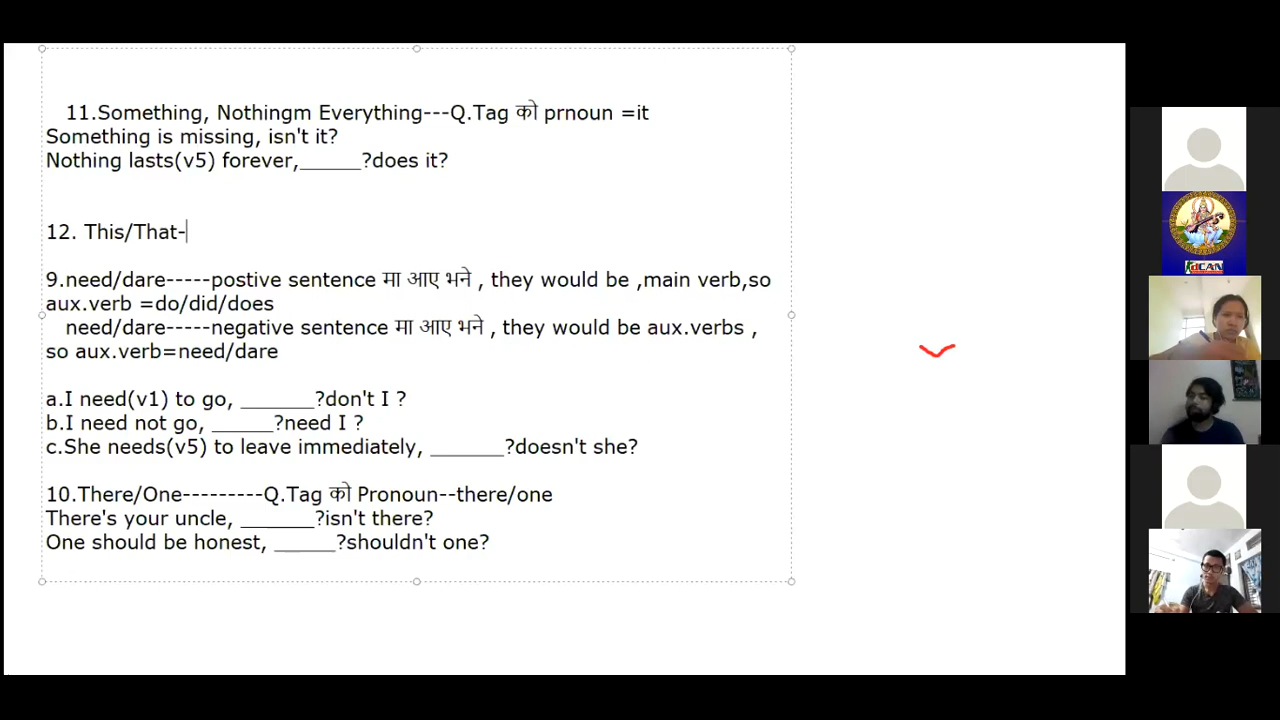 11.Something, Nothingm Everything---Q.Tag को prnoun =it
Something is missing, isn't it?
Nothing lasts(v5) forever,______?does it?
12. This/That-
9.need/dare-----postive sentence मा आए भने , they would be ,main verb,so
aux.verb =do/did/does
need/dare-----negative sentence मा आए भने , they would be aux.verbs ,
so aux.verb=need/dare
a.I need(v1) to go, _______?don't I ?
b.I need not go, ______?need I ?
c.She needs(v5) to leave immediately, _______?doesn't she?
10.There/One---------Q.Tag को Pronoun--there/one
There's your uncle, _______?isn't there?
One should be honest, ______?shouldn't one?